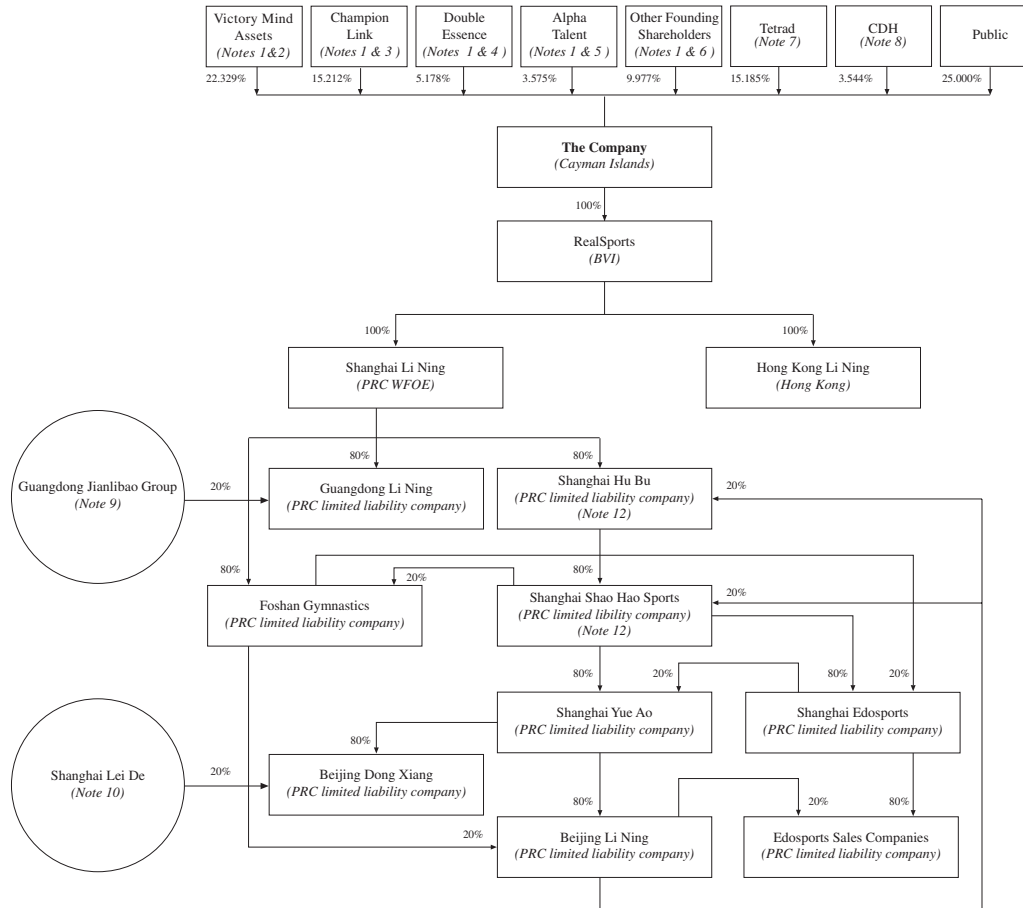 Victory Mind
Assets
(Notes 1&2)
Champion
Link
(Notes 1 & 3 )
Double
Essence
(Notes 1 & 4 )
Alpha
Talent
(Notes 1 & 5 )
Other Founding
Shareholders
(Notes 1 & 6 )
Tetrad
(Note 7)
CDH
(Note 8)
Public
22.329%
15.212%
5.178%
3.575%
9.977%
15.185%
3.544%
25.000%
The Company
(Cayman Islands)
100%
RealSports
(BVI)
100%
100%
Shanghai Li Ning
(PRC WFOE)
Hong Kong Li Ning
(Hong Kong)
80%
80%
Guangdong Jianlibao Group
(Note 9)
20%
Guangdong Li Ning
(PRC limited liability company)
Shanghai Hu Bu
(PRC limited liability company)
(Note 12)
20%
80%
20%
80%
Foshan Gymnastics
(PRC limited liability company)
Shanghai Shao Hao Sports
(PRC limited libility company)
(Note 12)
20%
80%
20%
80%
20%
Shanghai Yue Ao
(PRC limited liability company)
Shanghai Edosports
(PRC limited liability company)
80%
Shanghai Lei De
(Note 10)
20%
Beijing Dong Xiang
(PRC limited liability company)
80%
20%
80%
20%
Beijing Li Ning
(PRC limited liability company)
Edosports Sales Companies
(PRC limited liability company)